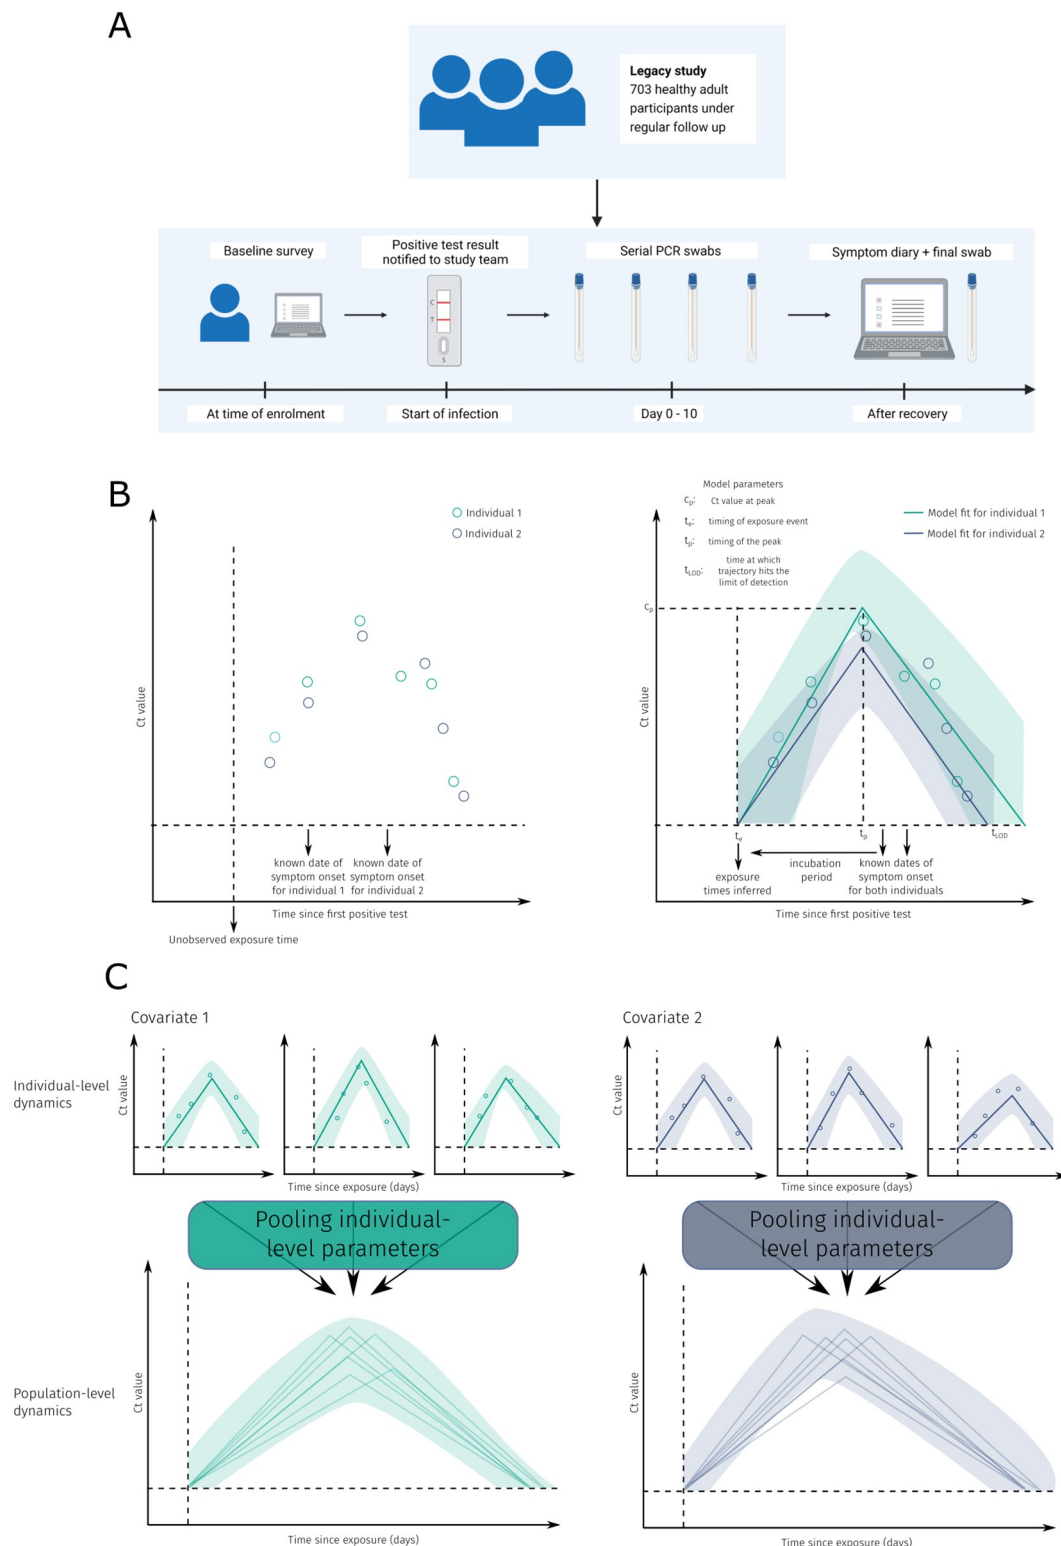 A
Legacy study
703 healthy adult
participants under
regular follow up
Baseline survey
Positive test result
notified to study team
Serial PCR swabs
Symptom diary + final swab
C
T
S
At time of enrolment
Start of infection
Day 0 - 10
After recovery
B
Individual 1
Individual 2
Ct value
known date of
symptom onset
for individual 1
known date of
symptom onset
for individual 2
Time since first positive test
Unobserved exposure time
Model parameters
cp: Ct value at peak
te: timing of exposure event
tp: timing of the peak
tLOD: time at which
trajectory hits the
limit of detection
Model fit for individual 1
Model fit for individual 2
cp
Ct value
te
tp
tLOD
exposure
times inferred
incubation
period
known dates of
symptom onset
for both individuals
Time since first positive test
C
Covariate 1
Covariate 2
Individual-level
dynamics
Ct value
Time since exposure (days)
Ct value
Time since exposure (days)
Pooling individual-
level parameters
Pooling individual-
level parameters
Population-level
dynamics
Ct value
Time since exposure (days)
Ct value
Time since exposure (days)